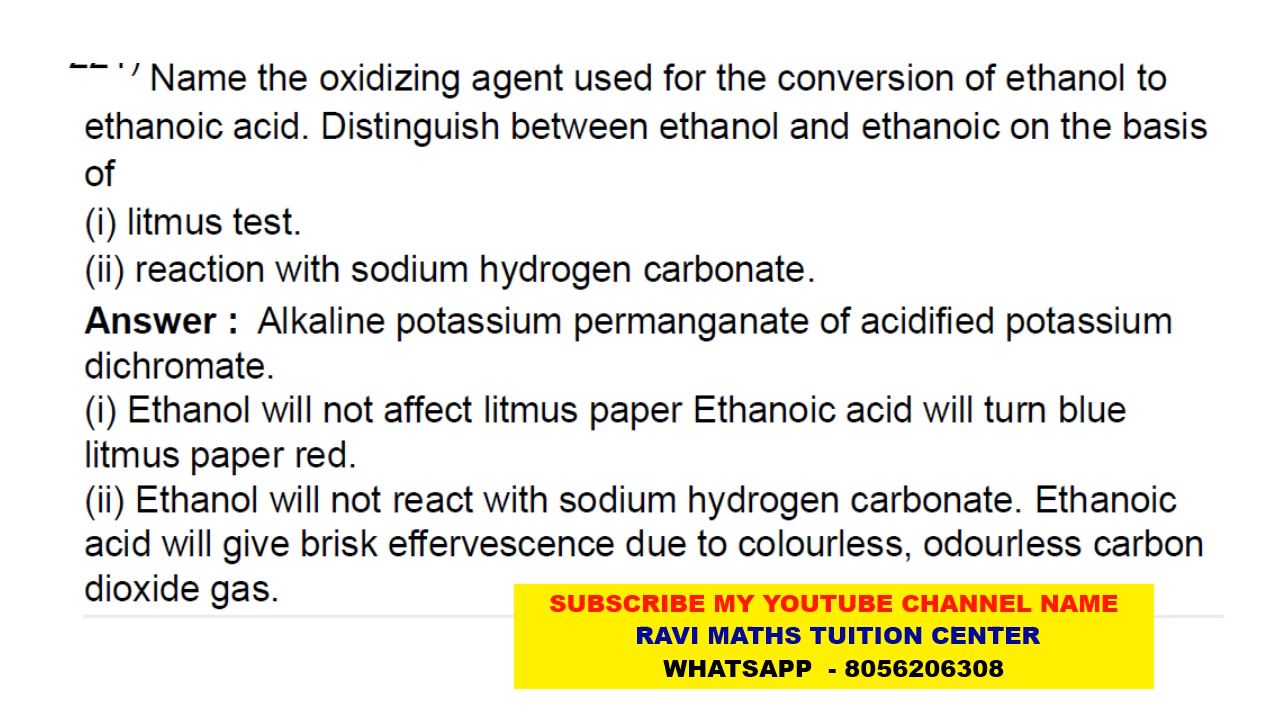 Name the oxidizing agent used for the conversion of ethanol to
ethanoic acid. Distinguish between ethanol and ethanoic on the basis
of
(i) litmus test.
(ii) reaction with sodium hydrogen carbonate.
Answer :  Alkaline potassium permanganate of acidified potassium
dichromate.
(i) Ethanol will not affect litmus paper Ethanoic acid will turn blue
litmus paper red.
(ii) Ethanol will not react with sodium hydrogen carbonate. Ethanoic
acid will give brisk effervescence due to colourless, odourless carbon
dioxide gas.
SUBSCRIBE MY YOUTUBE CHANNEL NAME
RAVI MATHS TUITION CENTER
WHATSAPP  - 8056206308